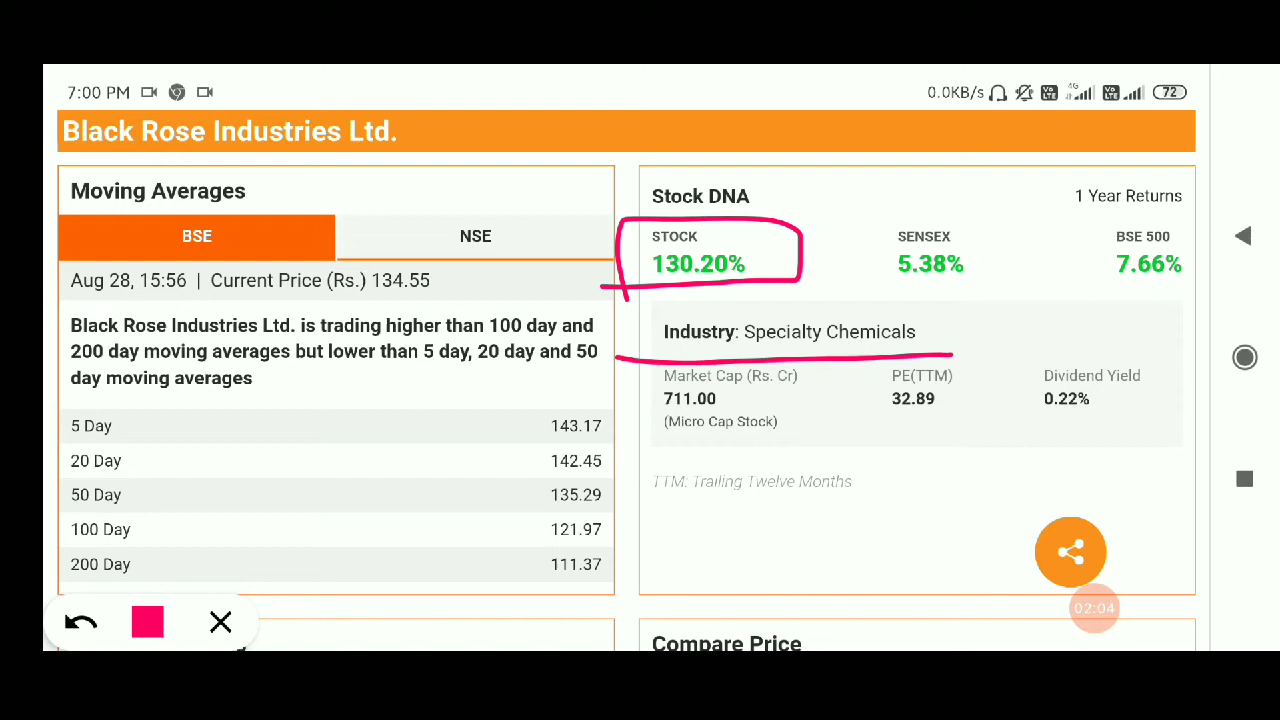 7:00 PM
0.0KB/s 4G Vo LTE Vo LTE 72
Black Rose Industries Ltd.
Moving Averages
BSE NSE
Aug 28, 15:56 | Current Price (Rs.) 134.55
Black Rose Industries Ltd. is trading higher than 100 day and
200 day moving averages but lower than 5 day, 20 day and 50
day moving averages
5 Day 143.17
20 Day 142.45
50 Day 135.29
100 Day 121.97
200 Day 111.37
Stock DNA 1 Year Returns
STOCK SENSEX BSE 500
130.20% 5.38% 7.66%
Industry: Specialty Chemicals
Market Cap (Rs. Cr) PE(TTM) Dividend Yield
711.00 32.89 0.22%
(Micro Cap Stock)
TTM: Trailing Twelve Months
02:04
Compare Price